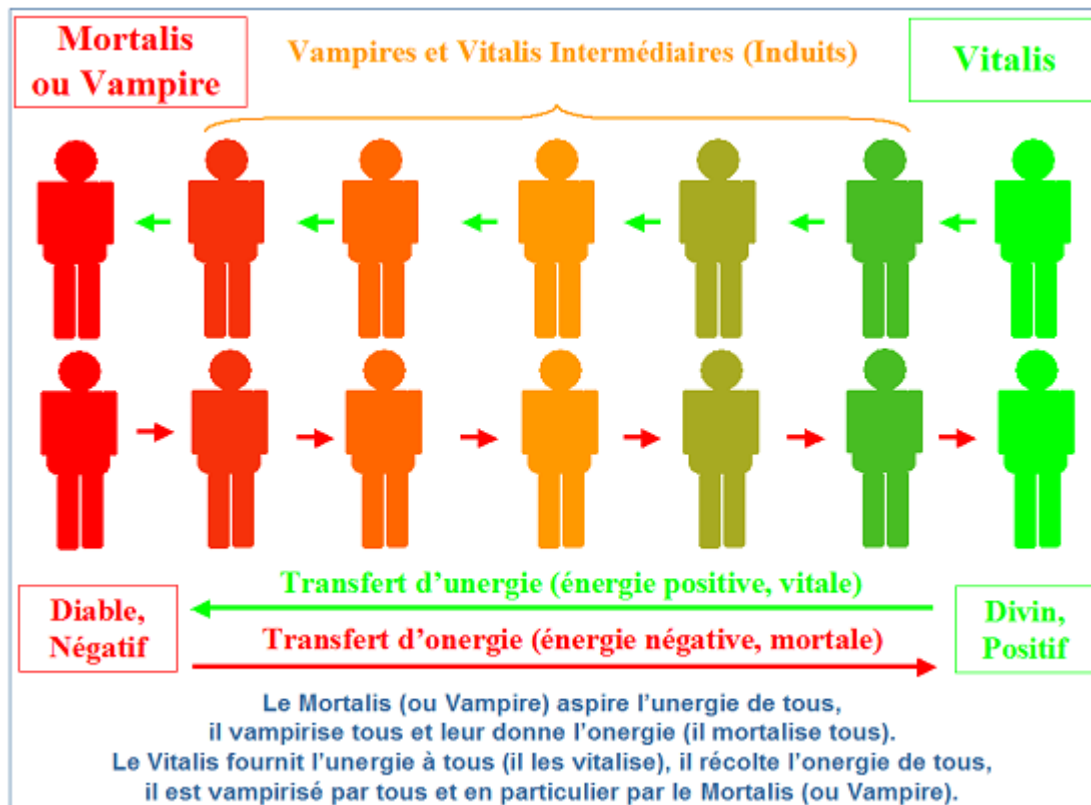 Mortalis
ou Vampire
Vampires et Vitalis Intermédiaires (Induits)
Vitalis
Transfert d’unergie (énergie positive, vitale)
Diable,
Négatif
Divin,
Positif
Transfert d’onergie (énergie négative, mortale)
Le Mortalis (ou Vampire) aspire l’unergie de tous,
il vampirise tous et leur donne l’onergie (il mortalise tous).
Le Vitalis fournit l’unergie à tous (il les vitalise), il récolte l’onergie de tous,
il est vampirisé par tous et en particulier par le Mortalis (ou Vampire).